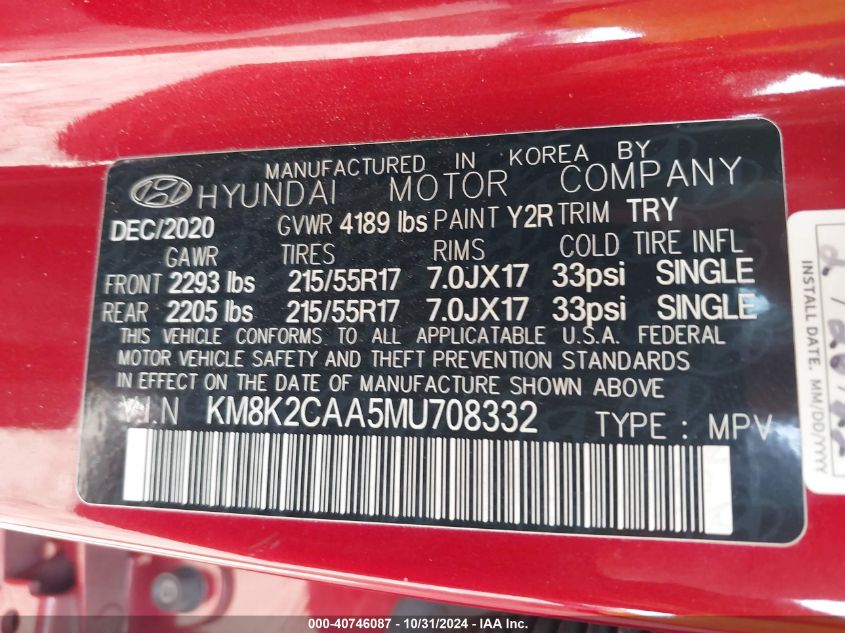 MANUFACTURED IN KOREA BY
HYUNDAI MOTOR COMPANY
DEC/2020 GVWR 4189 lbs PAINT Y2R TRIM TRY
GAWR TIRES RIMS COLD TIRE INFL
FRONT 2293 lbs 215/55R17 7.0JX17 33psi SINGLE
REAR 2205 lbs 215/55R17 7.0JX17 33psi SINGLE
THIS VEHICLE CONFORMS TO ALL APPLICATABLE U.S.A. FEDERAL
MOTOR VEHICLE SAFETY AND THEFT PREVENTION STANDARDS
IN EFFECT ON THE DATE OF MANUFACTURE SHOWN ABOVE
V.I.N KM8K2CAA5MU708332 TYPE : MPV
INSTALL DATE. MM/DD/YYYY
000-40746087 - 10/31/2024 - IAA, Inc.